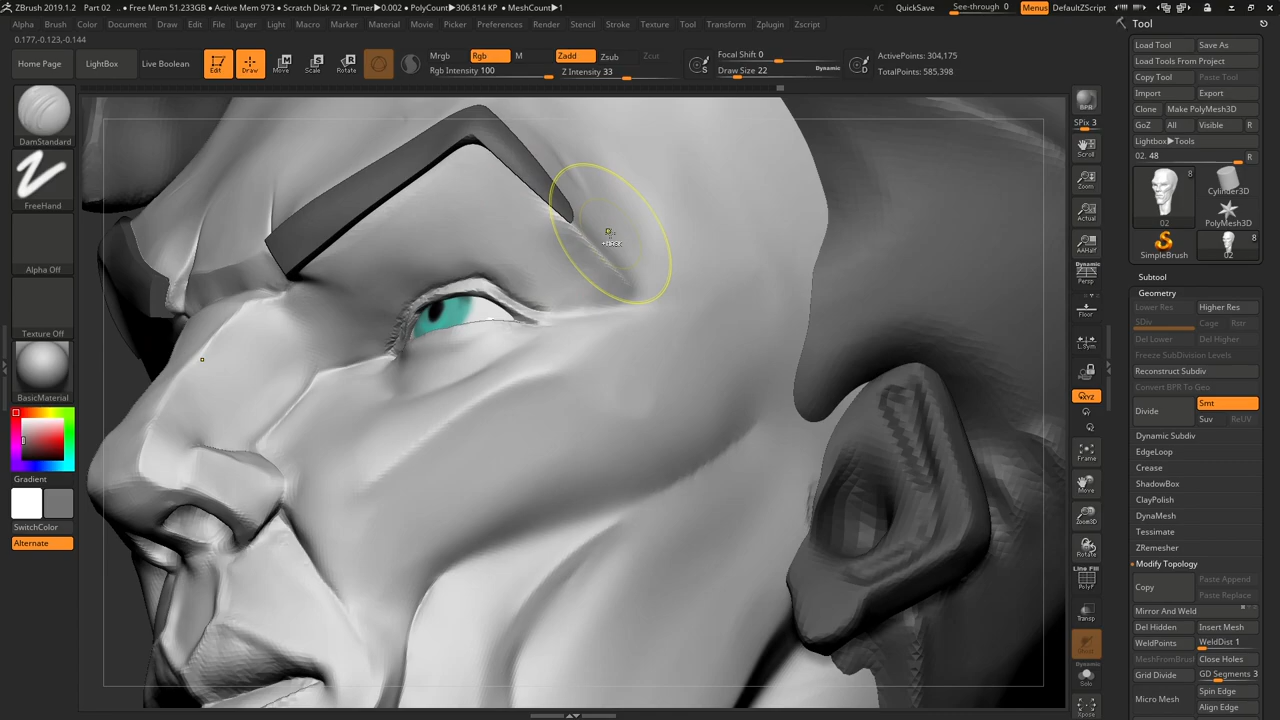 ZBrush 2019.1.2 Part 02 .. • Free Mem 51.233GB • Active Mem 973 • Scratch Disk 72 • Timer▶0.002 • PolyCount▶306.814 KP • MeshCount▶1 AC QuickSave See-through 0 Menus DefaultZScript
Alpha Brush Color Document Draw Edit File Layer Light Macro Marker Material Movie Picker Preferences Render Stencil Stroke Texture Tool Transform Zplugin Zscript
0.177,-0.123,-0.144
Home Page LightBox Live Boolean Edit Draw Move Scale Rotate
Mrgb Rgb M Zadd Zsub Zcut
Rgb Intensity 100 Z Intensity 33
Focal Shift 0
Draw Size 22 Dynamic
S
D
ActivePoints: 304,175
TotalPoints: 585,398
DamStandard
FreeHand
Alpha Off
Texture Off
BasicMaterial
Gradient
SwitchColor
Alternate
BPR
SPix 3
Scroll
Zoom
Actual
AAHalf
Dynamic
Persp
Floor
L.Sym
XYZ
Frame
Move
Zoom3D
Rotate
Line Fill
PolyF
Transp
Dynamic
Solo
Xpose
Tool
Load Tool Save As
Load Tools From Project
Copy Tool Paste Tool
Import Export
Clone Make PolyMesh3D
GoZ All Visible R
Lightbox▶Tools
02. 48 R
8
Cylinder3D
02 PolyMesh3D
8
SimpleBrush 02
Subtool
Geometry
Lower Res Higher Res
SDiv Cage Rstr
Del Lower Del Higher
Freeze SubDivision Levels
Reconstruct Subdiv
Convert BPR To Geo
Divide Smt
Suv ReUV
Dynamic Subdiv
EdgeLoop
Crease
ShadowBox
ClayPolish
DynaMesh
Tessimate
ZRemesher
Modify Topology
Copy Paste Append
Paste Replace
Mirror And Weld
Del Hidden Insert Mesh
WeldPoints WeldDist 1
MeshFromBrush Close Holes
Grid Divide GD Segments 3
Micro Mesh Spin Edge
Align Edge